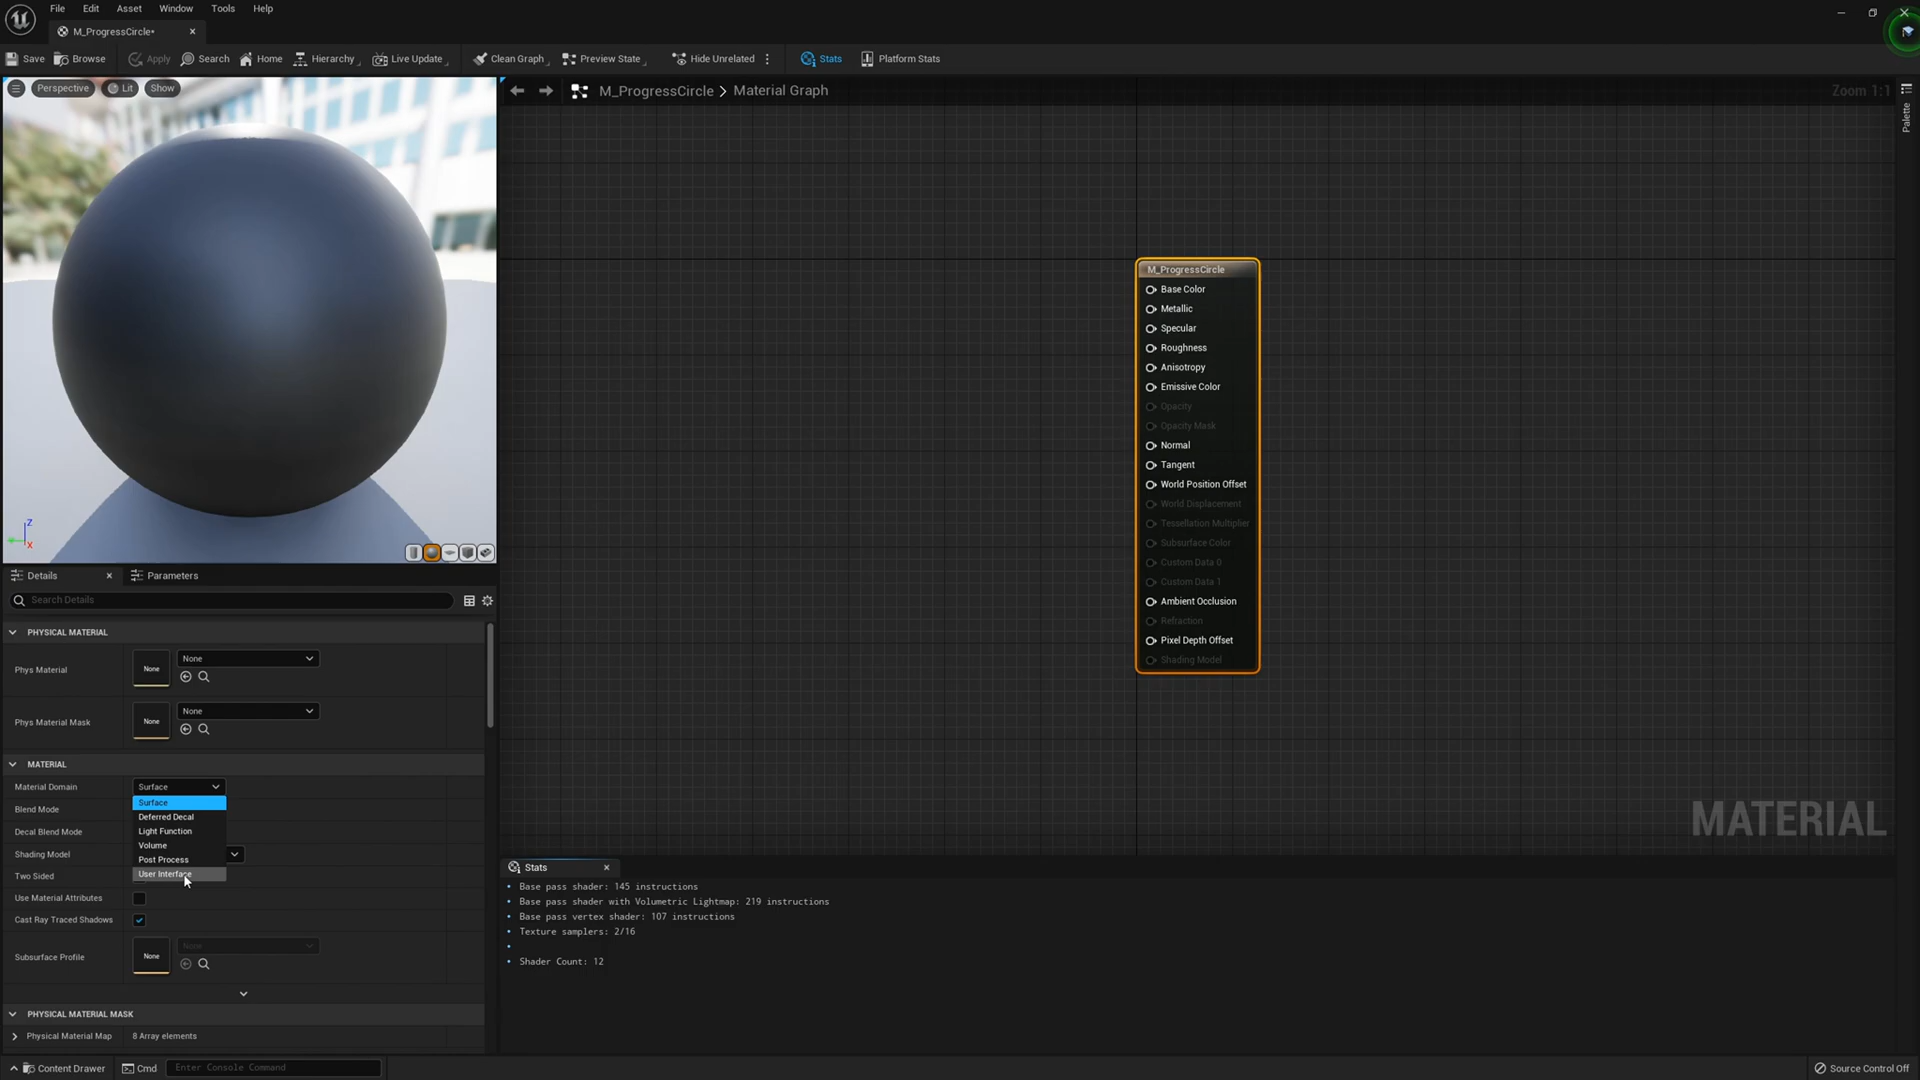 File Edit Asset Window Tools Help
M_ProgressCircle*
Save Browse Apply Search Home Hierarchy Live Update Clean Graph Preview State Hide Unrelated Stats Platform Stats
Perspective Lit Show
M_ProgressCircle > Material Graph
Zoom 1:1
Palette
M_ProgressCircle
Base Color
Metallic
Specular
Roughness
Anisotropy
Emissive Color
Opacity
Opacity Mask
Normal
Tangent
World Position Offset
World Displacement
Tessellation Multiplier
Subsurface Color
Custom Data 0
Custom Data 1
Ambient Occlusion
Refraction
Pixel Depth Offset
Shading Model
MATERIAL
Z
X
Details Parameters
Search Details
PHYSICAL MATERIAL
Phys Material None None
Phys Material Mask None None
MATERIAL
Material Domain Surface
Surface
Blend Mode
Deferred Decal
Decal Blend Mode
Light Function
Volume
Shading Model
Post Process
Two Sided
User Interface
Use Material Attributes
Cast Ray Traced Shadows
Subsurface Profile None None
PHYSICAL MATERIAL MASK
Physical Material Map 8 Array elements
Stats
Base pass shader: 145 instructions
Base pass shader with Volumetric Lightmap: 219 instructions
Base pass vertex shader: 107 instructions
Texture samplers: 2/16
Shader Count: 12
Content Drawer Cmd Enter Console Command Source Control Off